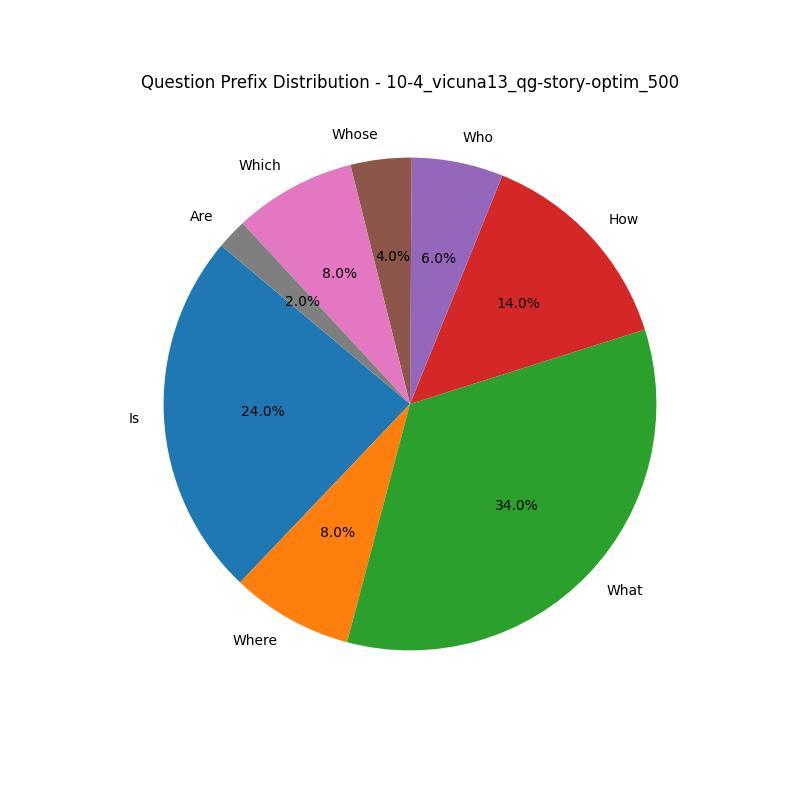 Question Prefix Distribution - 10-4_vicuna13_qg-story-optim_500
Whose
Who
Which
Are
How
4.0%
6.0%
8.0%
2.0%
14.0%
Is
24.0%
34.0%
8.0%
What
Where